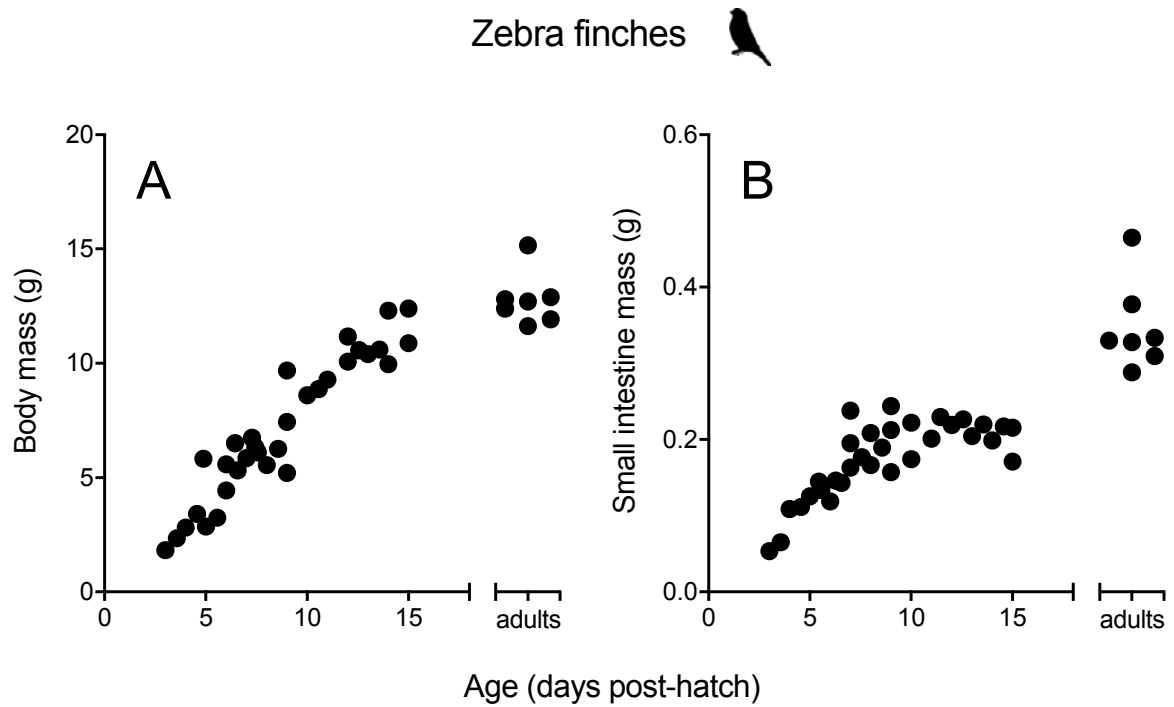 Zebra finches
A
Body mass (g)
20
15
10
5
0
0 5 10 15 adults
B
Small intestine mass (g)
0.6
0.4
0.2
0.0
0 5 10 15 adults
Age (days post-hatch)